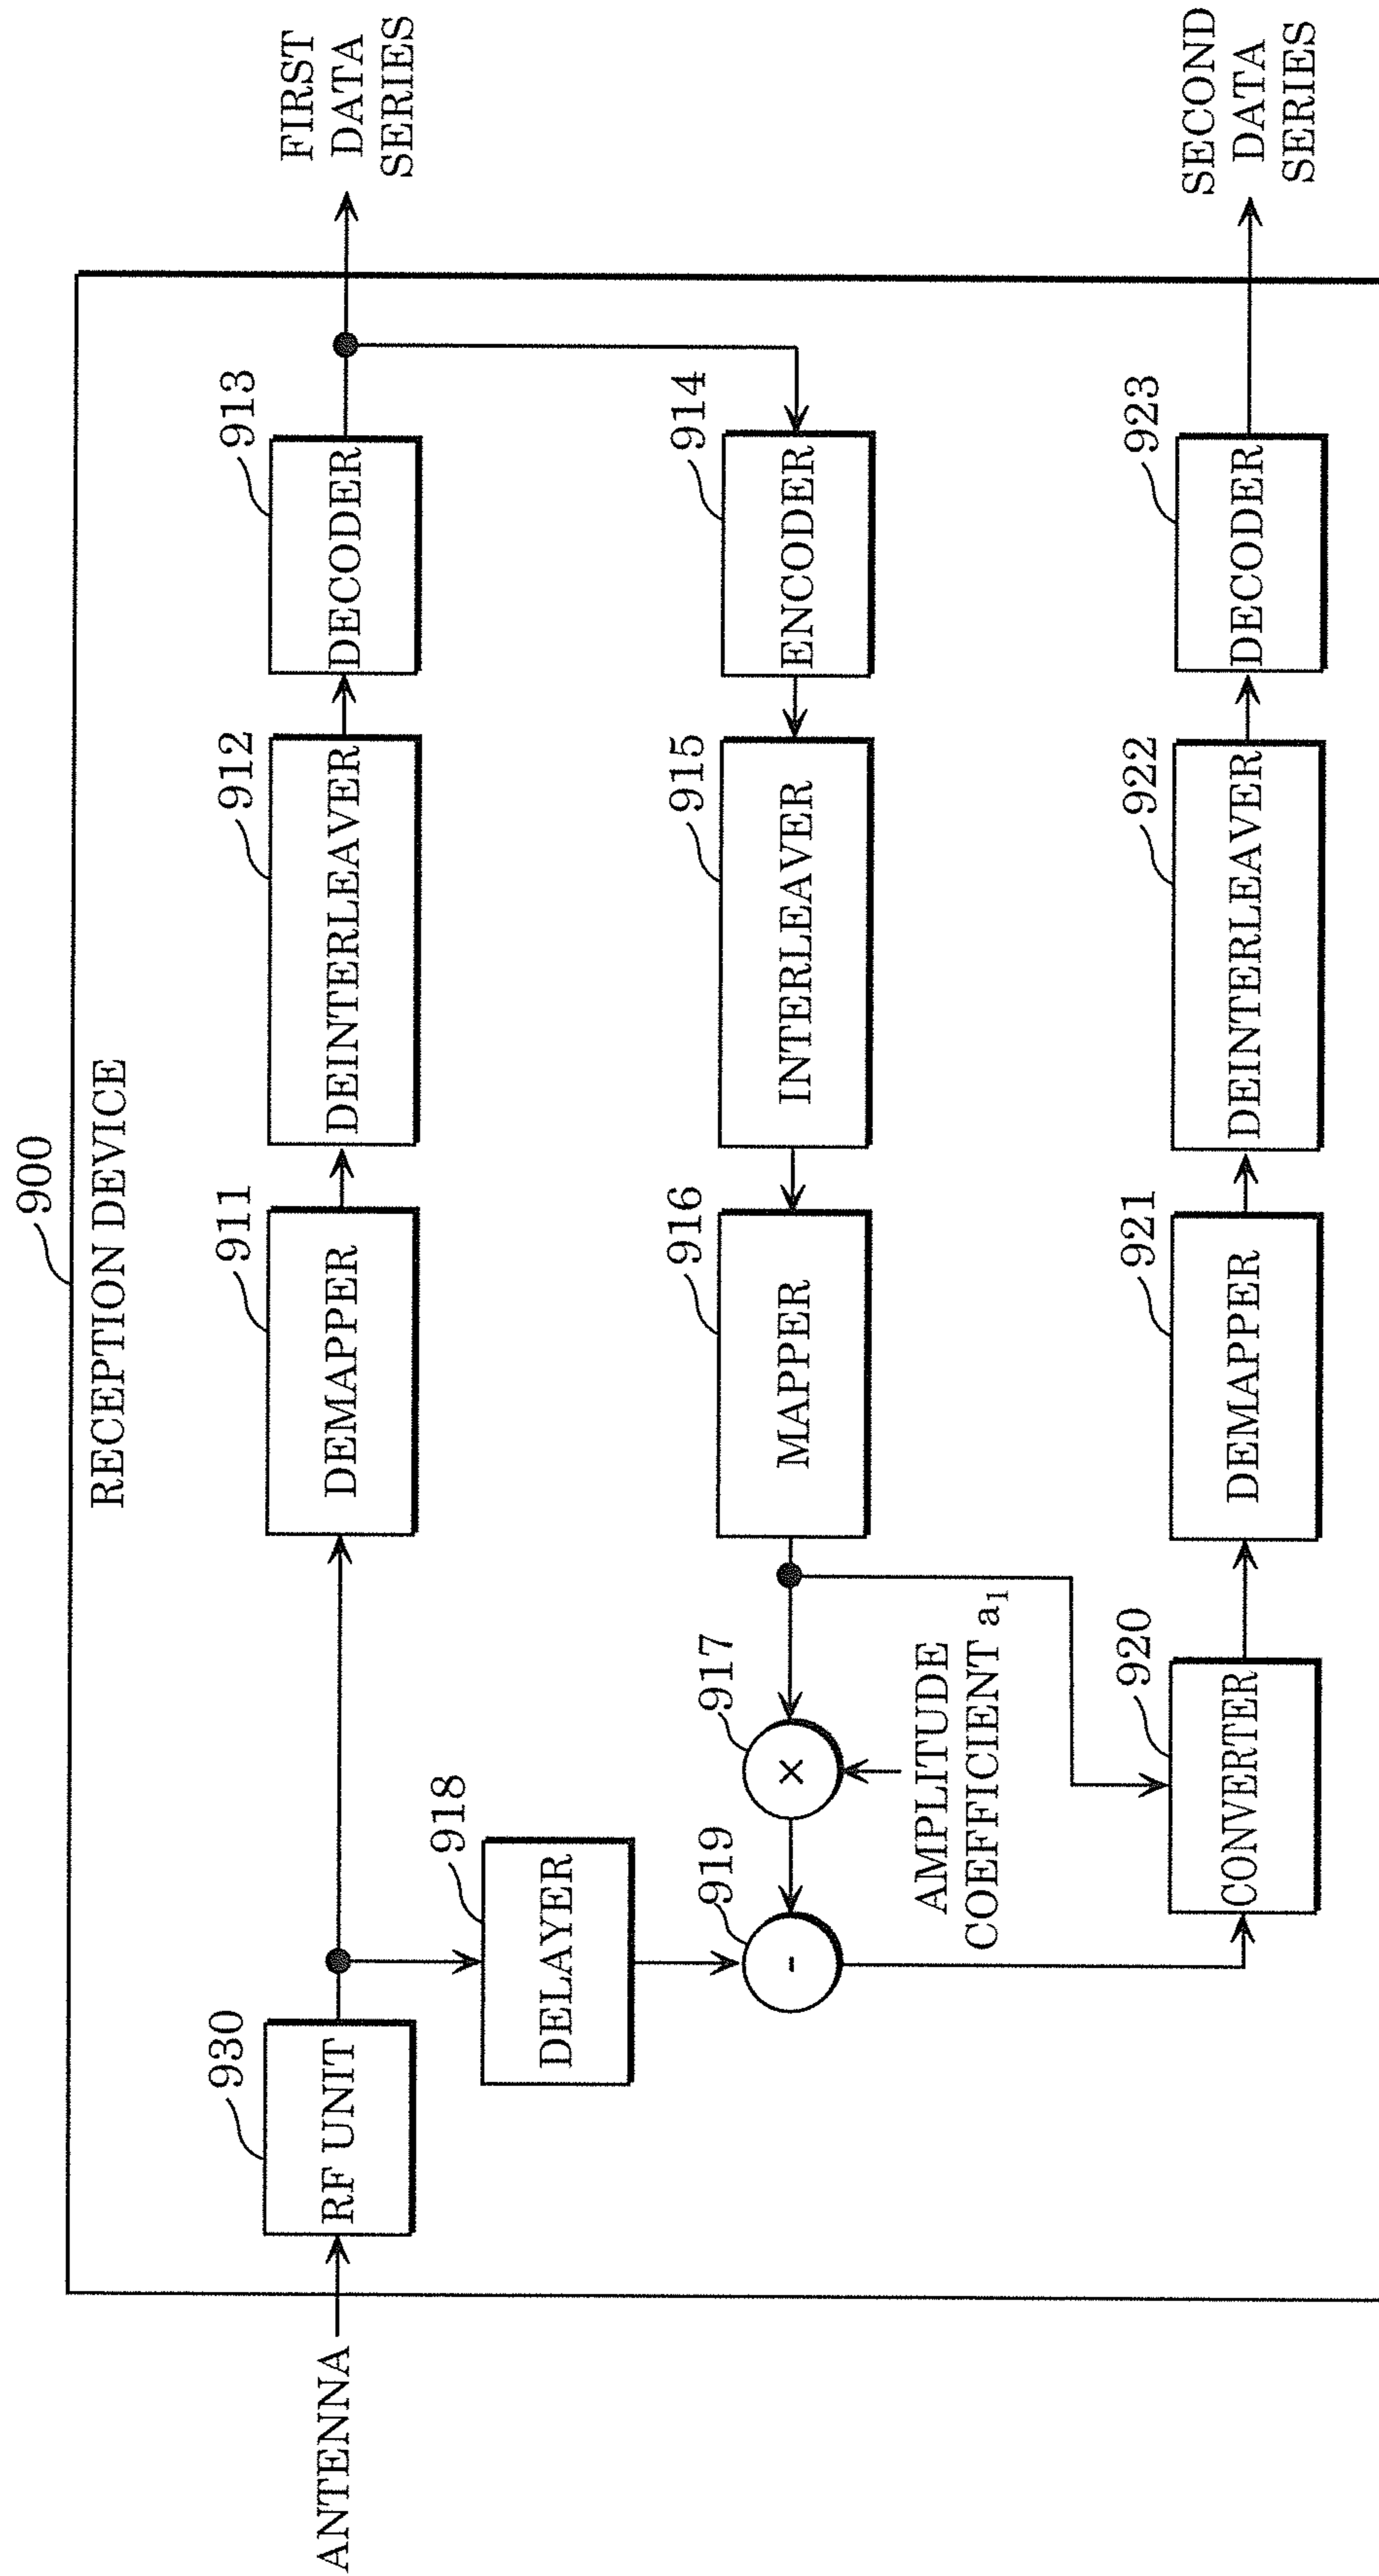 900
RECEPTION DEVICE
ANTENNA
930
RF UNIT
911
DEMAPPER
912
DEINTERLEAVER
913
DECODER
FIRST
DATA
SERIES
918
DELAYER
919
-
917
×
AMPLITUDE
COEFFICIENT a₁
916
MAPPER
915
INTERLEAVER
914
ENCODER
920
CONVERTER
921
DEMAPPER
922
DEINTERLEAVER
923
DECODER
SECOND
DATA
SERIES